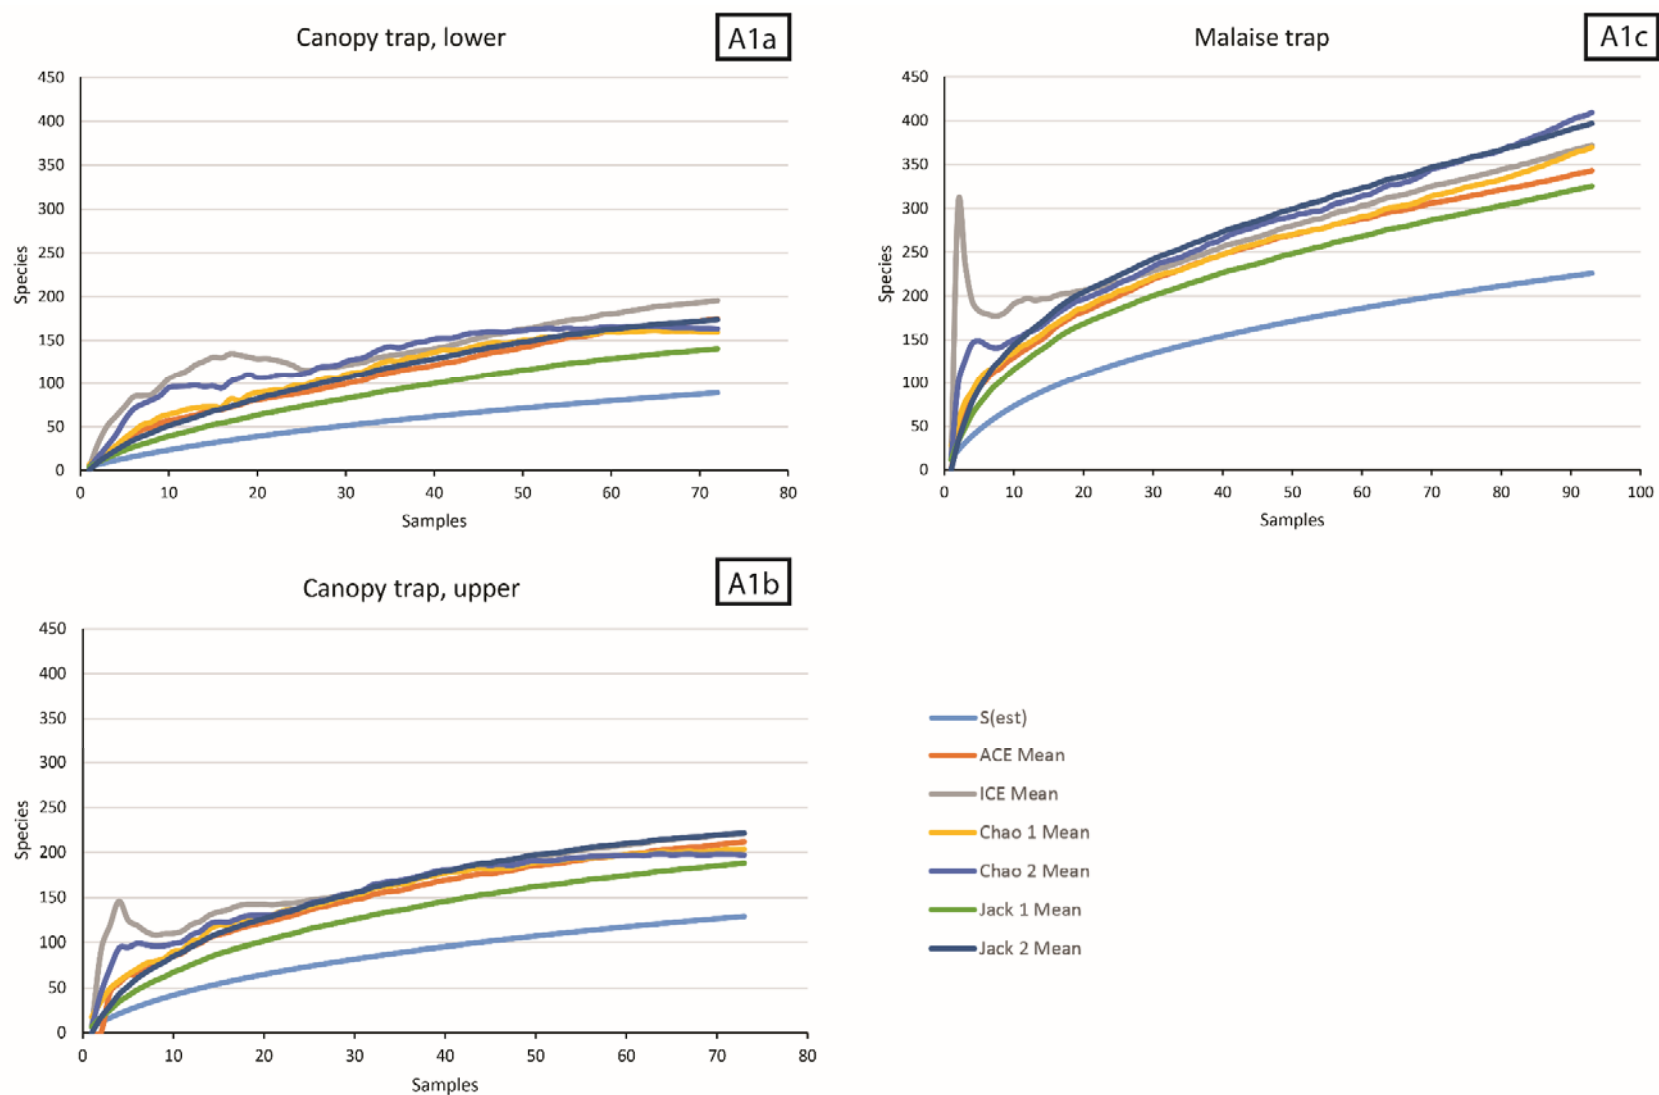 Canopy trap, lower
A1a
450
400
350
300
250
200
150
100
50
0
Species
0 10 20 30 40 50 60 70 80
Samples
Malaise trap
A1c
450
400
350
300
250
200
150
100
50
0
Species
0 10 20 30 40 50 60 70 80 90 100
Samples
Canopy trap, upper
A1b
450
400
350
300
250
200
150
100
50
0
Species
0 10 20 30 40 50 60 70 80
Samples
S(est)
ACE Mean
ICE Mean
Chao 1 Mean
Chao 2 Mean
Jack 1 Mean
Jack 2 Mean